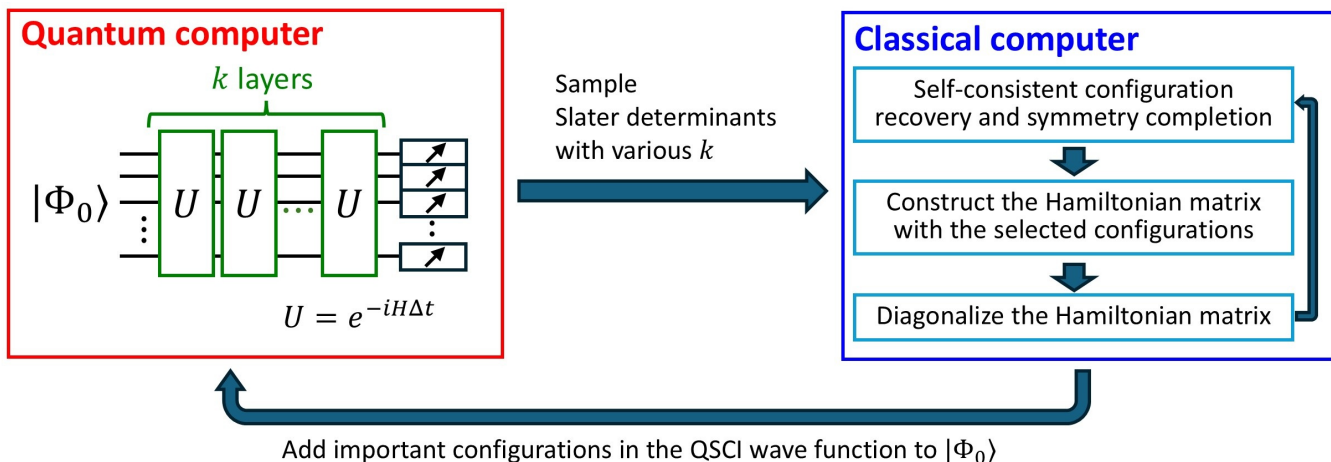 Quantum computer
k layers
|Φ₀⟩
U U ... U
U = e^{-iHΔt}
Sample
Slater determinants
with various k
Classical computer
Self-consistent configuration
recovery and symmetry completion
Construct the Hamiltonian matrix
with the selected configurations
Diagonalize the Hamiltonian matrix
Add important configurations in the QSCI wave function to |Φ₀⟩